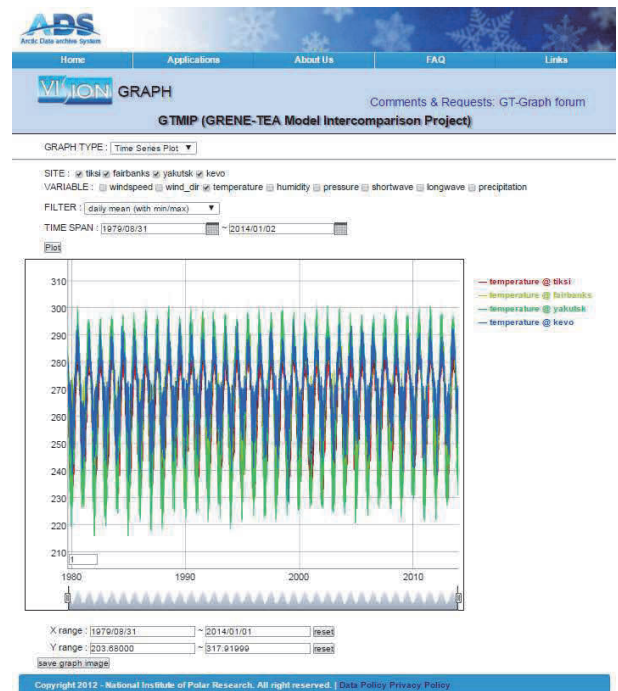 ADS
Arctic Data archive System
Home Applications About Us FAQ Links
VISION GRAPH
Comments & Requests: GT-Graph forum
GTMIP (GRENE-TEA Model Intercomparison Project)
GRAPH TYPE : Time Series Plot ▼
SITE : tiksi fairbanks yakutsk kevo
VARIABLE : windspeed wind_dir temperature humidity pressure shortwave longwave precipitation
FILTER : daily mean (with min/max) ▼
TIME SPAN : 1979/08/31 ~ 2014/01/02
Plot
310
300
290
280
270
260
250
240
230
220
210
1
1980 1990 2000 2010
temperature @ tiksi
temperature @ fairbanks
temperature @ yakutsk
temperature @ kevo
X range : 1979/08/31 ~ 2014/01/01 reset
Y range : 203.68000 ~ 317.91999 reset
save graph image
Copyright 2012 - National Institute of Polar Research. All right reserved. | Data Policy Privacy Policy